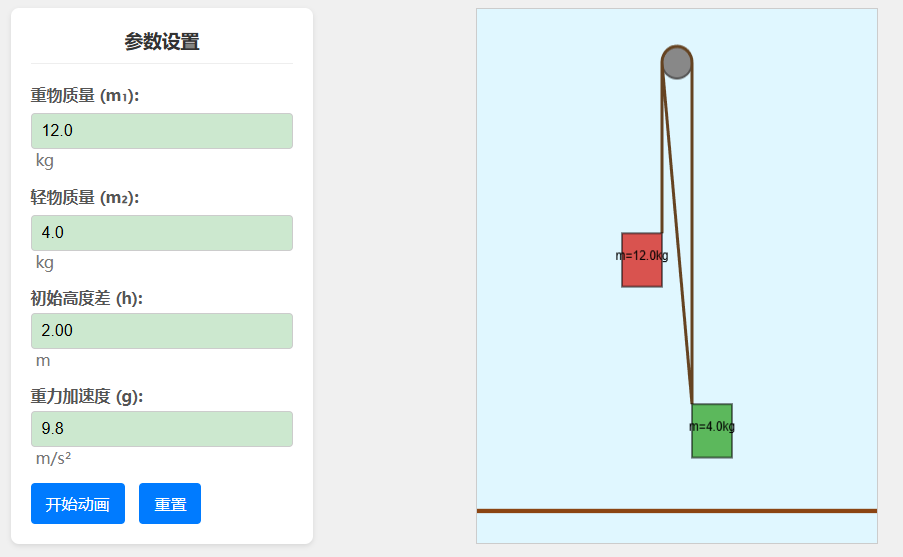 参数设置
重物质量 (m₁):
12.0
kg
轻物质量 (m₂):
4.0
kg
初始高度差 (h):
2.00
m
重力加速度 (g):
9.8
m/s²
开始动画 重置
m=12.0kg
m=4.0kg